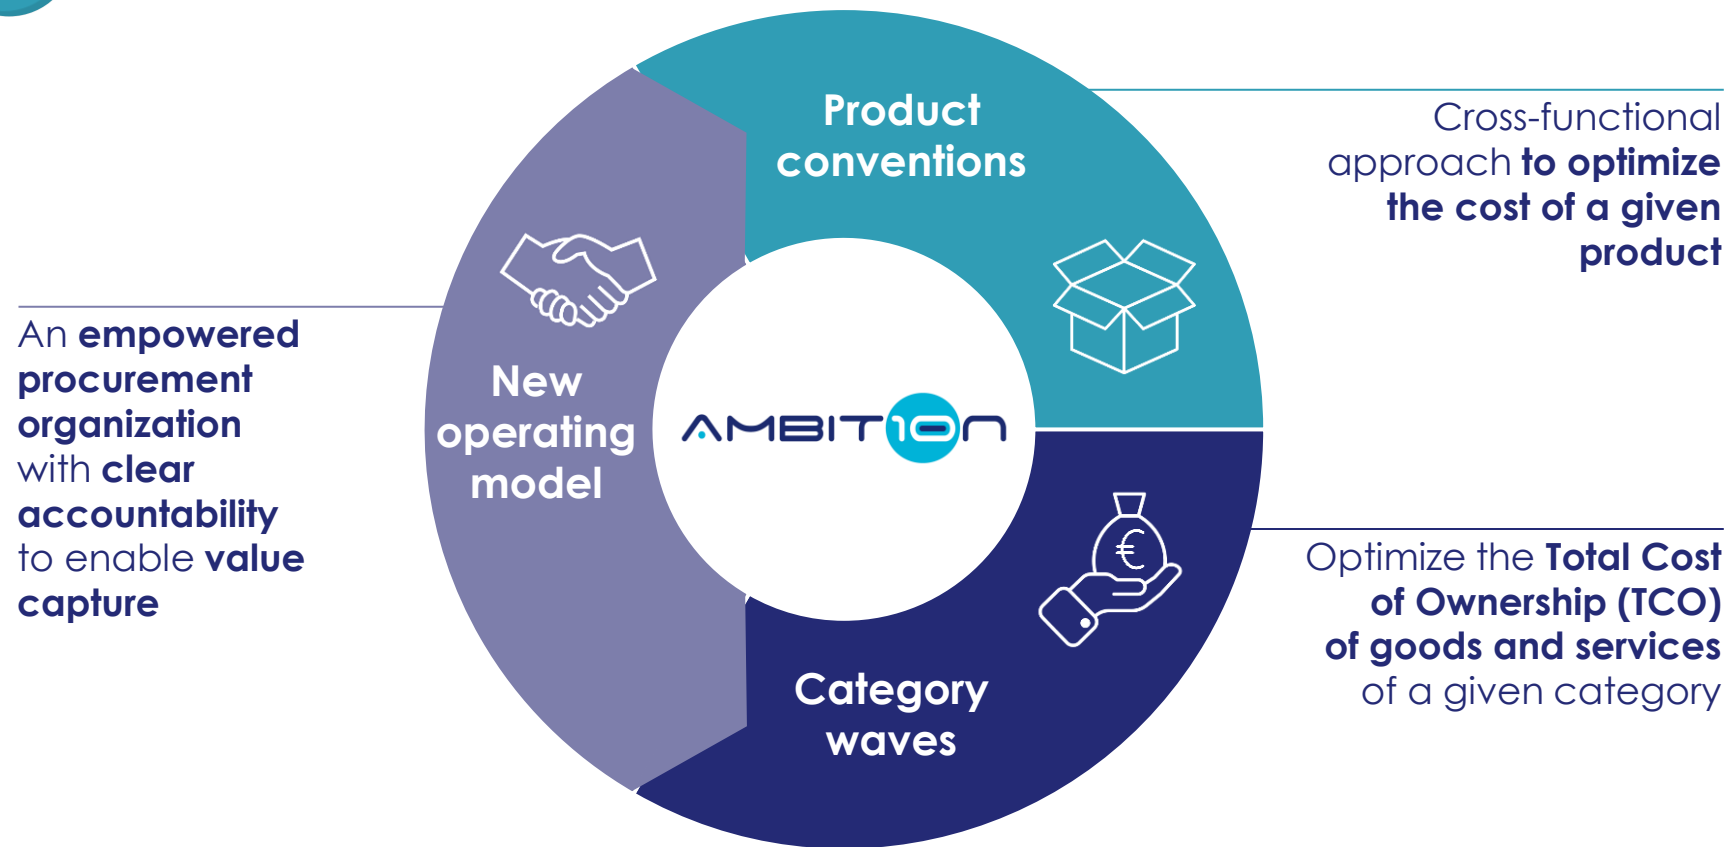 Product
conventions
Cross-functional
approach to optimize
the cost of a given
product
An empowered
procurement
organization
with clear
accountability
to enable value
capture
New
operating
model
AMBIT10N
€
Optimize the Total Cost
of Ownership (TCO)
of goods and services
of a given category
Category
waves